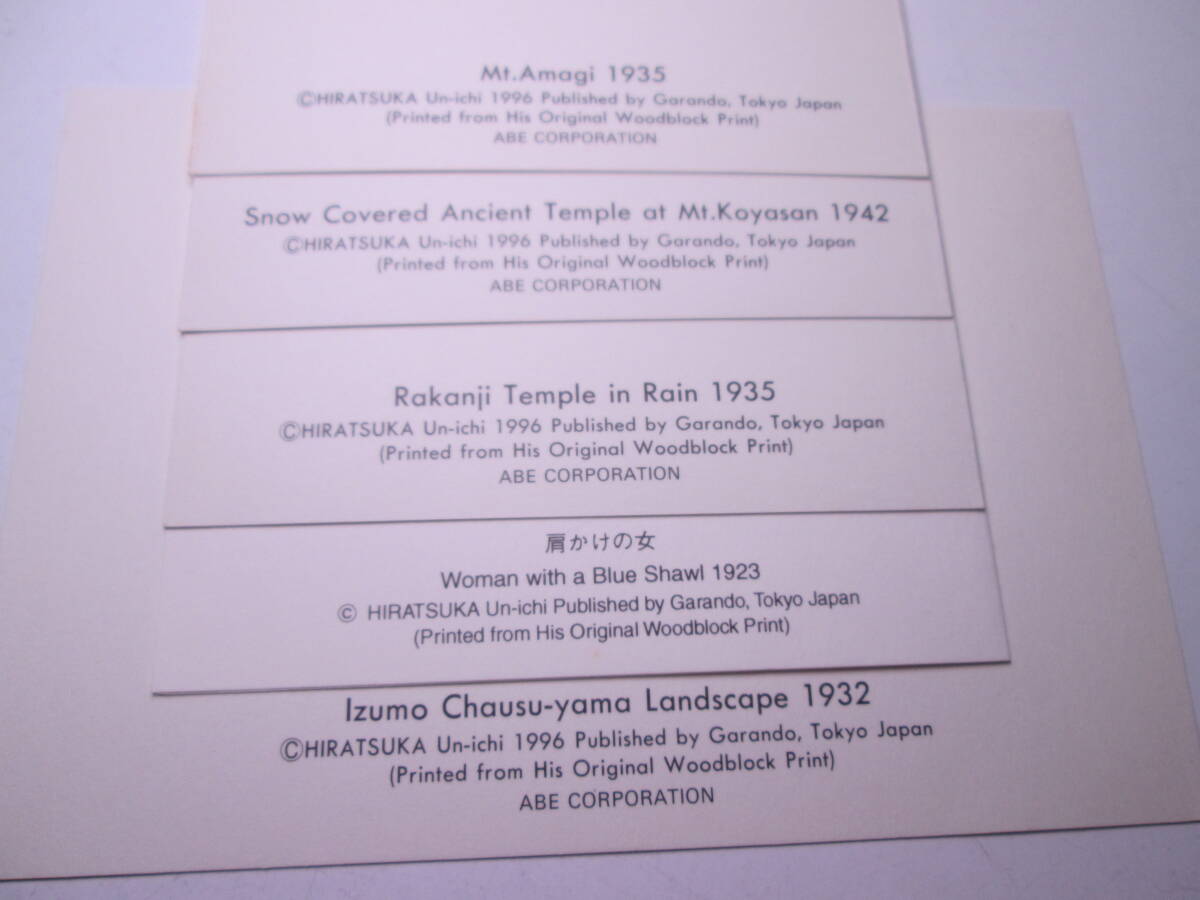 Mt.Amagi 1935
©HIRATSUKA Un-ichi 1996 Published by Garando, Tokyo Japan
(Printed from His Original Woodblock Print)
ABE CORPORATION
Snow Covered Ancient Temple at Mt.Koyasan 1942
©HIRATSUKA Un-ichi 1996 Published by Garando, Tokyo Japan
(Printed from His Original Woodblock Print)
ABE CORPORATION
Rakanji Temple in Rain 1935
©HIRATSUKA Un-ichi 1996 Published by Garando, Tokyo Japan
(Printed from His Original Woodblock Print)
ABE CORPORATION
肩かけの女
Woman with a Blue Shawl 1923
© HIRATSUKA Un-ichi Published by Garando, Tokyo Japan
(Printed from His Original Woodblock Print)
Izumo Chausu-yama Landscape 1932
©HIRATSUKA Un-ichi 1996 Published by Garando, Tokyo Japan
(Printed from His Original Woodblock Print)
ABE CORPORATION